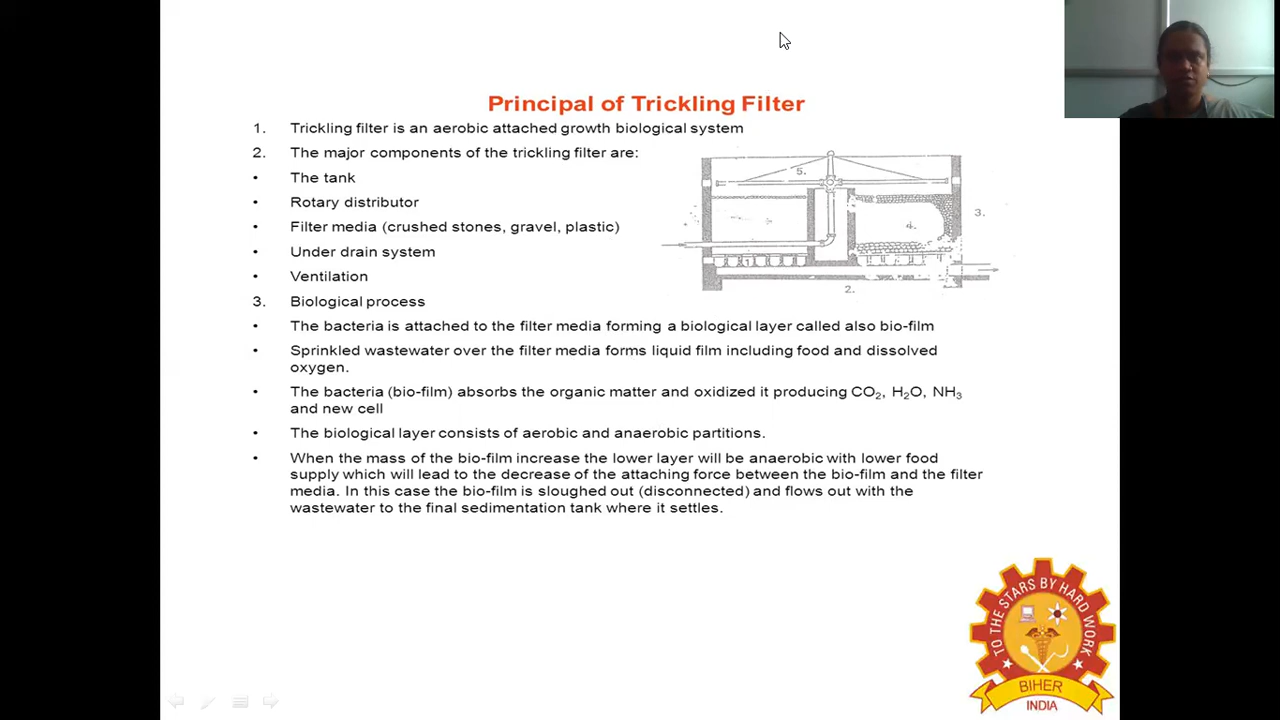 Principal of Trickling Filter
1. Trickling filter is an aerobic attached growth biological system
2. The major components of the trickling filter are:
• The tank
• Rotary distributor
• Filter media (crushed stones, gravel, plastic)
• Under drain system
• Ventilation
5.
3.
4.
1
2.
3. Biological process
• The bacteria is attached to the filter media forming a biological layer called also bio-film
• Sprinkled wastewater over the filter media forms liquid film including food and dissolved
oxygen.
• The bacteria (bio-film) absorbs the organic matter and oxidized it producing CO₂, H₂O, NH₃
and new cell
• The biological layer consists of aerobic and anaerobic partitions.
• When the mass of the bio-film increase the lower layer will be anaerobic with lower food
supply which will lead to the decrease of the attaching force between the bio-film and the filter
media. In this case the bio-film is sloughed out (disconnected) and flows out with the
wastewater to the final sedimentation tank where it settles.
TO THE STARS BY HARD WORK
BIHER
INDIA